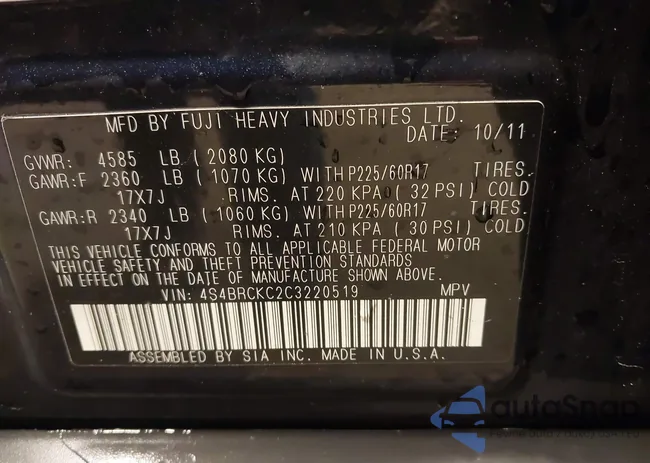 MFD BY FUJI HEAVY INDUSTRIES LTD.
DATE: 10/11
GVWR: 4585 LB ( 2080 KG)
GAWR:F 2360 LB ( 1070 KG) WITHP225/60R17 TIRES.
17X7J RIMS. AT 220 KPA ( 32 PSI) COLD
GAWR:R 2340 LB ( 1060 KG) WITHP225/60R17 TIRES.
17X7J RIMS. AT 210 KPA ( 30 PSI) COLD
THIS VEHICLE CONFORMS TO ALL APPLICABLE FEDERAL MOTOR
VEHICLE SAFETY AND THEFT PREVENTION STANDARDS
IN EFFECT ON THE DATE OF MANUFACTURE SHOWN ABOVE.
VIN: 4S4BRCKC2C3220519 MPV
ASSEMBLED BY SIA INC. MADE IN U.S.A.
autoSnap